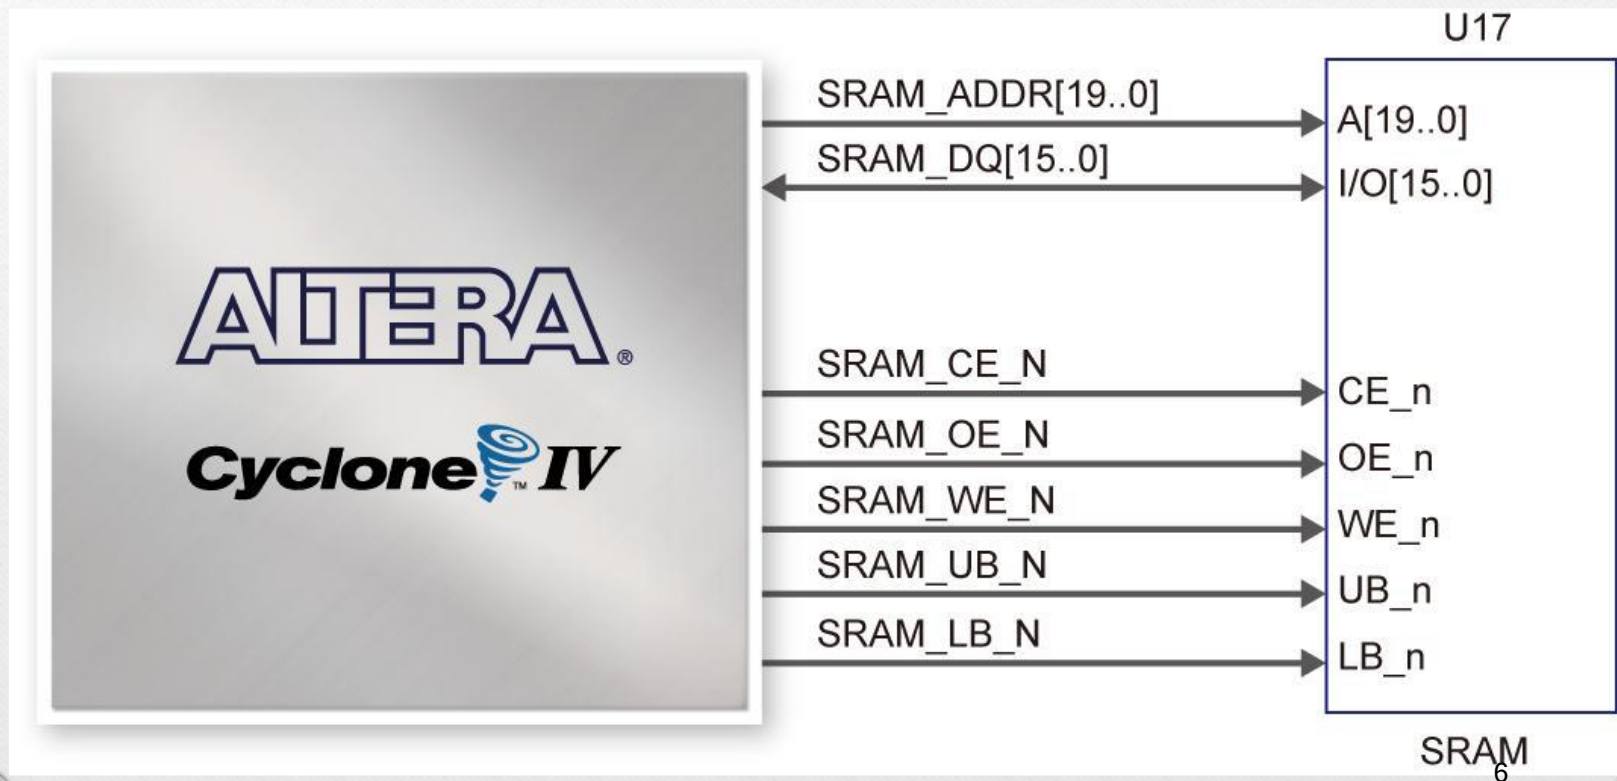 U17
SRAM_ADDR[19..0]
A[19..0]
SRAM_DQ[15..0]
I/O[15..0]
ALTERA®
Cyclone™ IV
SRAM_CE_N
CE_n
SRAM_OE_N
OE_n
SRAM_WE_N
WE_n
SRAM_UB_N
UB_n
SRAM_LB_N
LB_n
SRAM
6